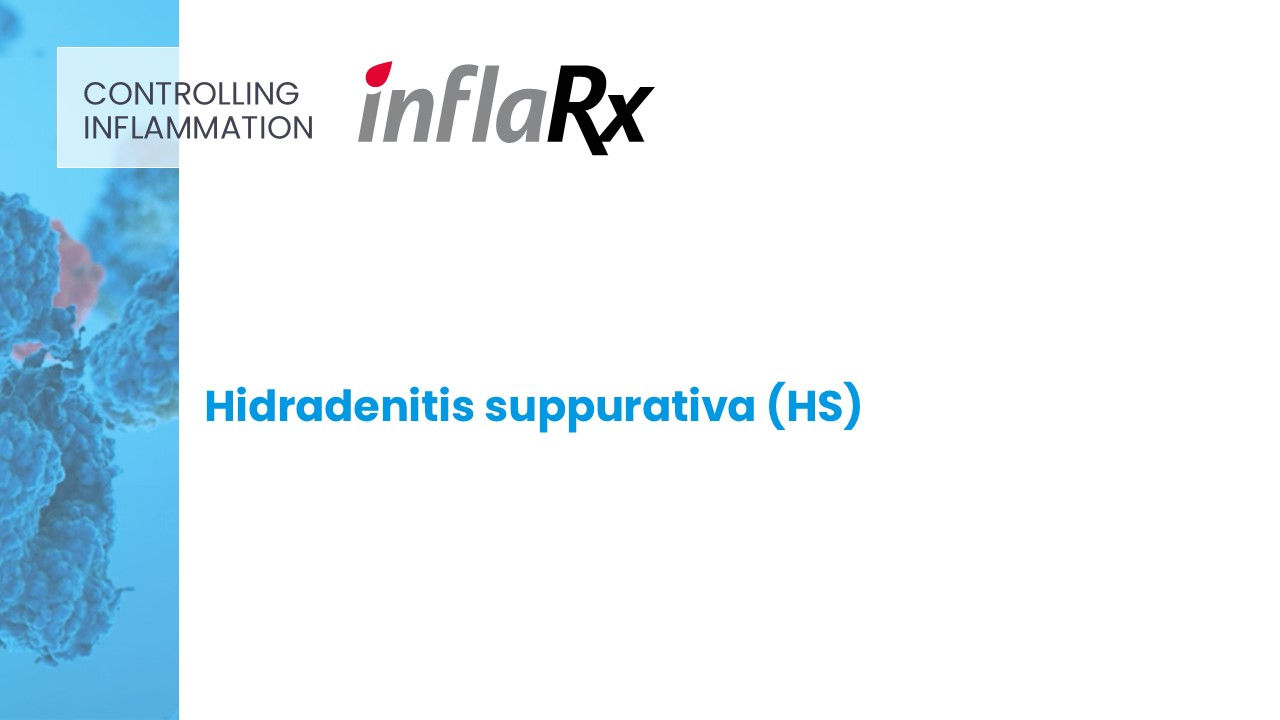 CONTROLLING
INFLAMMATION
inflaRx
Hidradenitis suppurativa (HS)